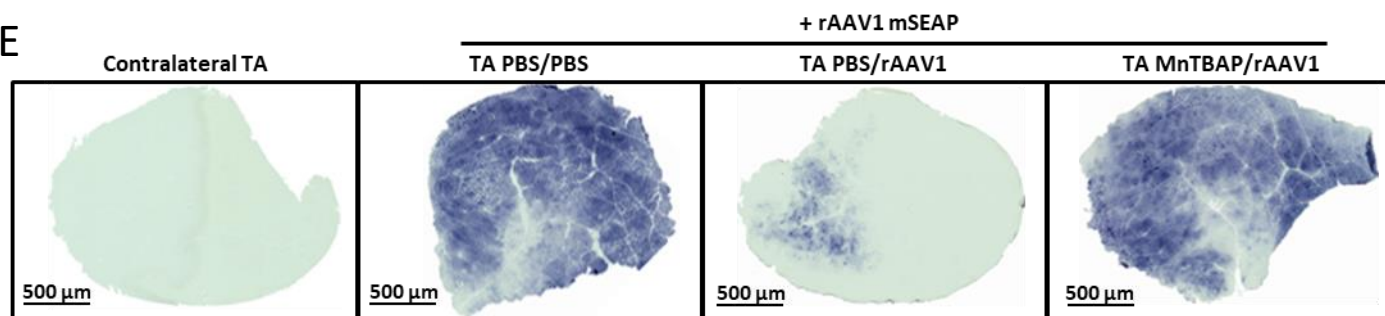 E
+ rAAV1 mSEAP
Contralateral TA TA PBS/PBS TA PBS/rAAV1 TA MnTBAP/rAAV1
500 µm 500 µm 500 µm 500 µm